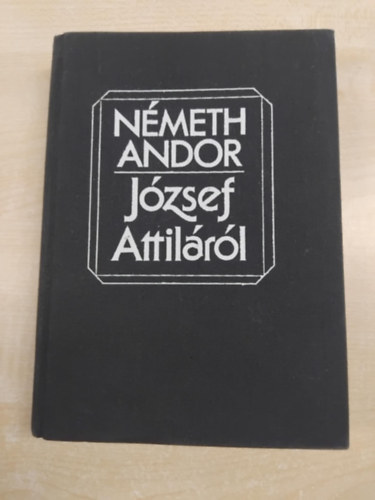 NÉMETH
ANDOR
József
Attiláról